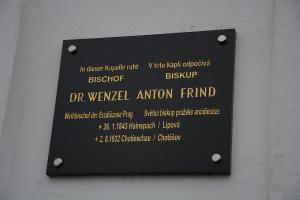 In dieser Kapelle ruht V této kapli odpočívá
BISCHOF BISKUP
DR. WENZEL ANTON FRIND
Weihbischof der Erzdiözese Prag Světící biskup pražské arcidiecéze
* 26. 1. 1843 Hainspach / Lipová
+ 2. 8. 1932 Chotieschau / Chotěšov